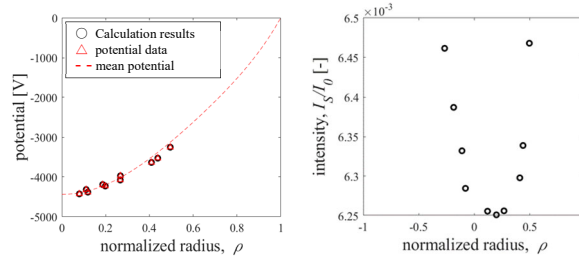 0
-1000
-2000
-3000
-4000
-5000
potential [V]
Calculation results
potential data
mean potential
0 0.2 0.4 0.6 0.8 1
normalized radius, ρ
×10⁻³
6.5
6.45
6.4
6.35
6.3
6.25
intensity, I_S/I_0 [-]
-1 -0.5 0 0.5 1
normalized radius, ρ